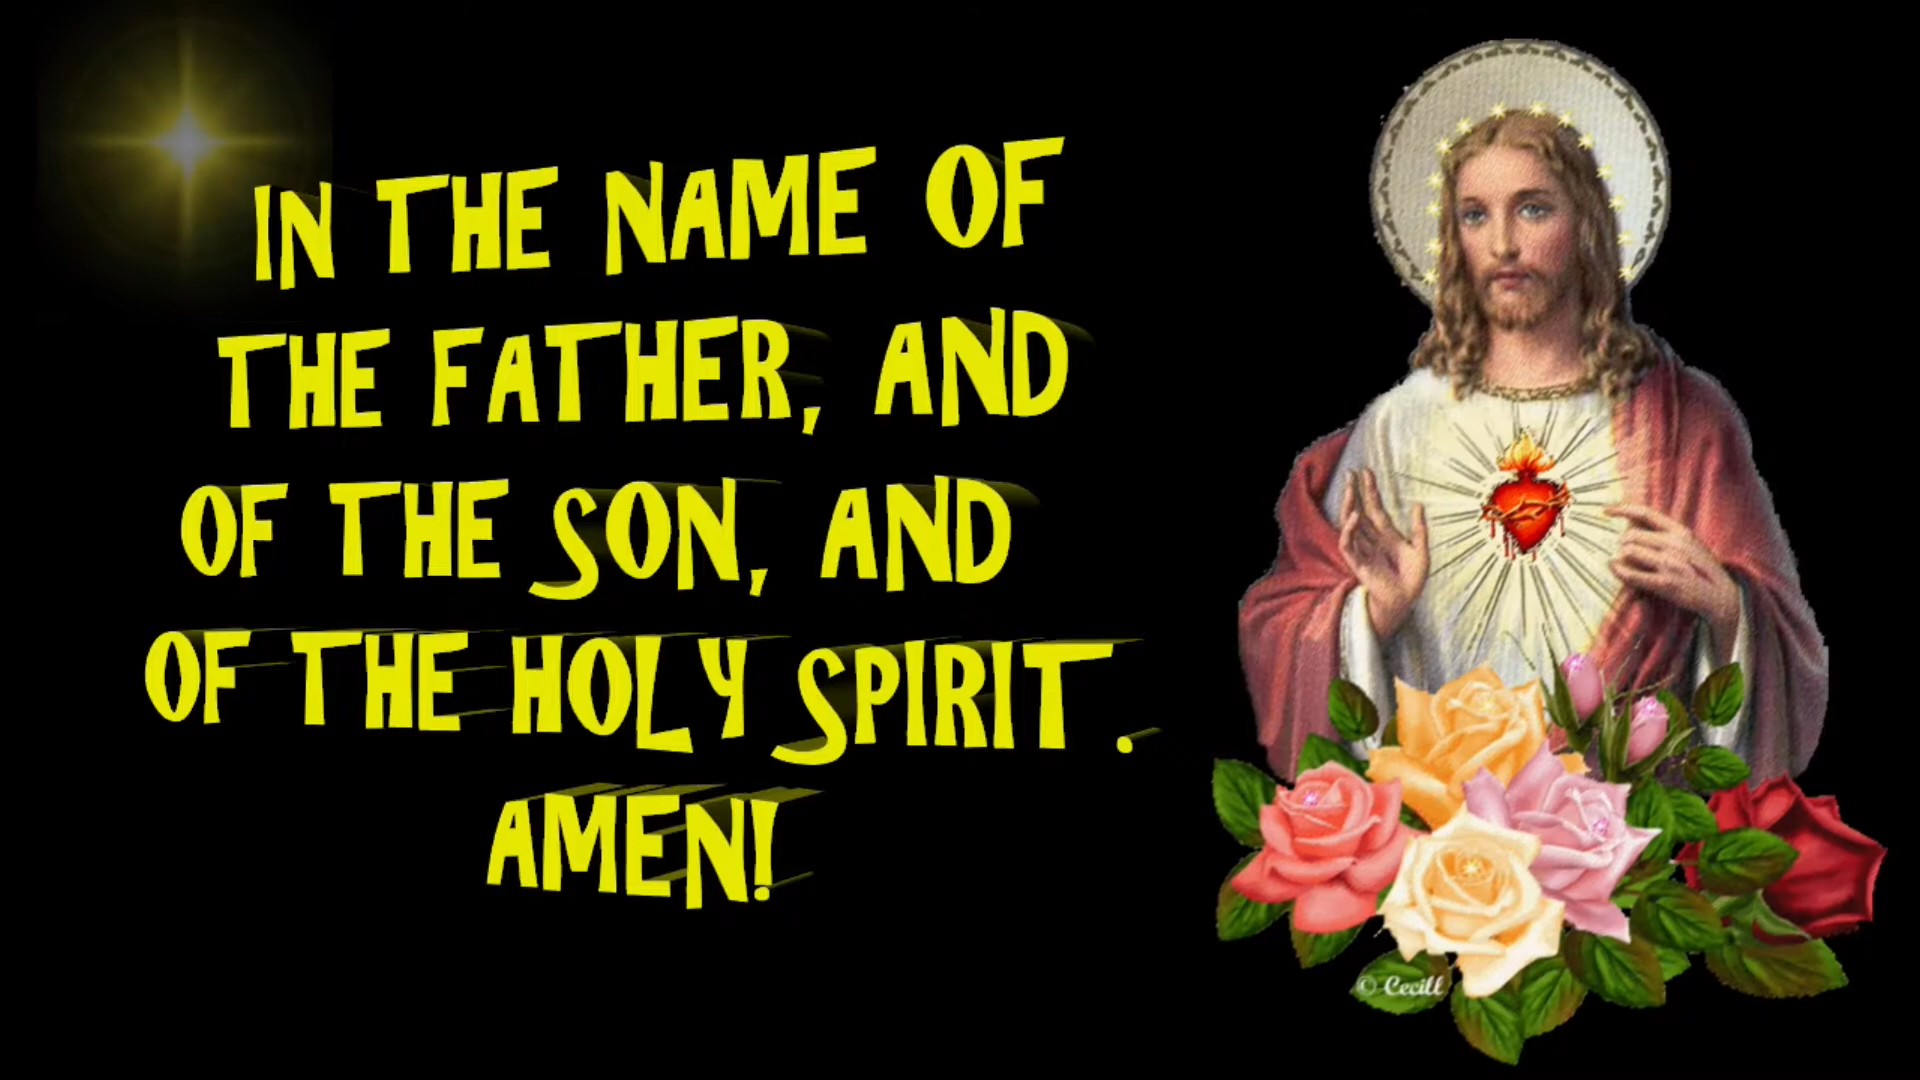 IN THE NAME OF
THE FATHER, AND
OF THE SON, AND
OF THE HOLY SPIRIT.
AMEN!
© Cecill